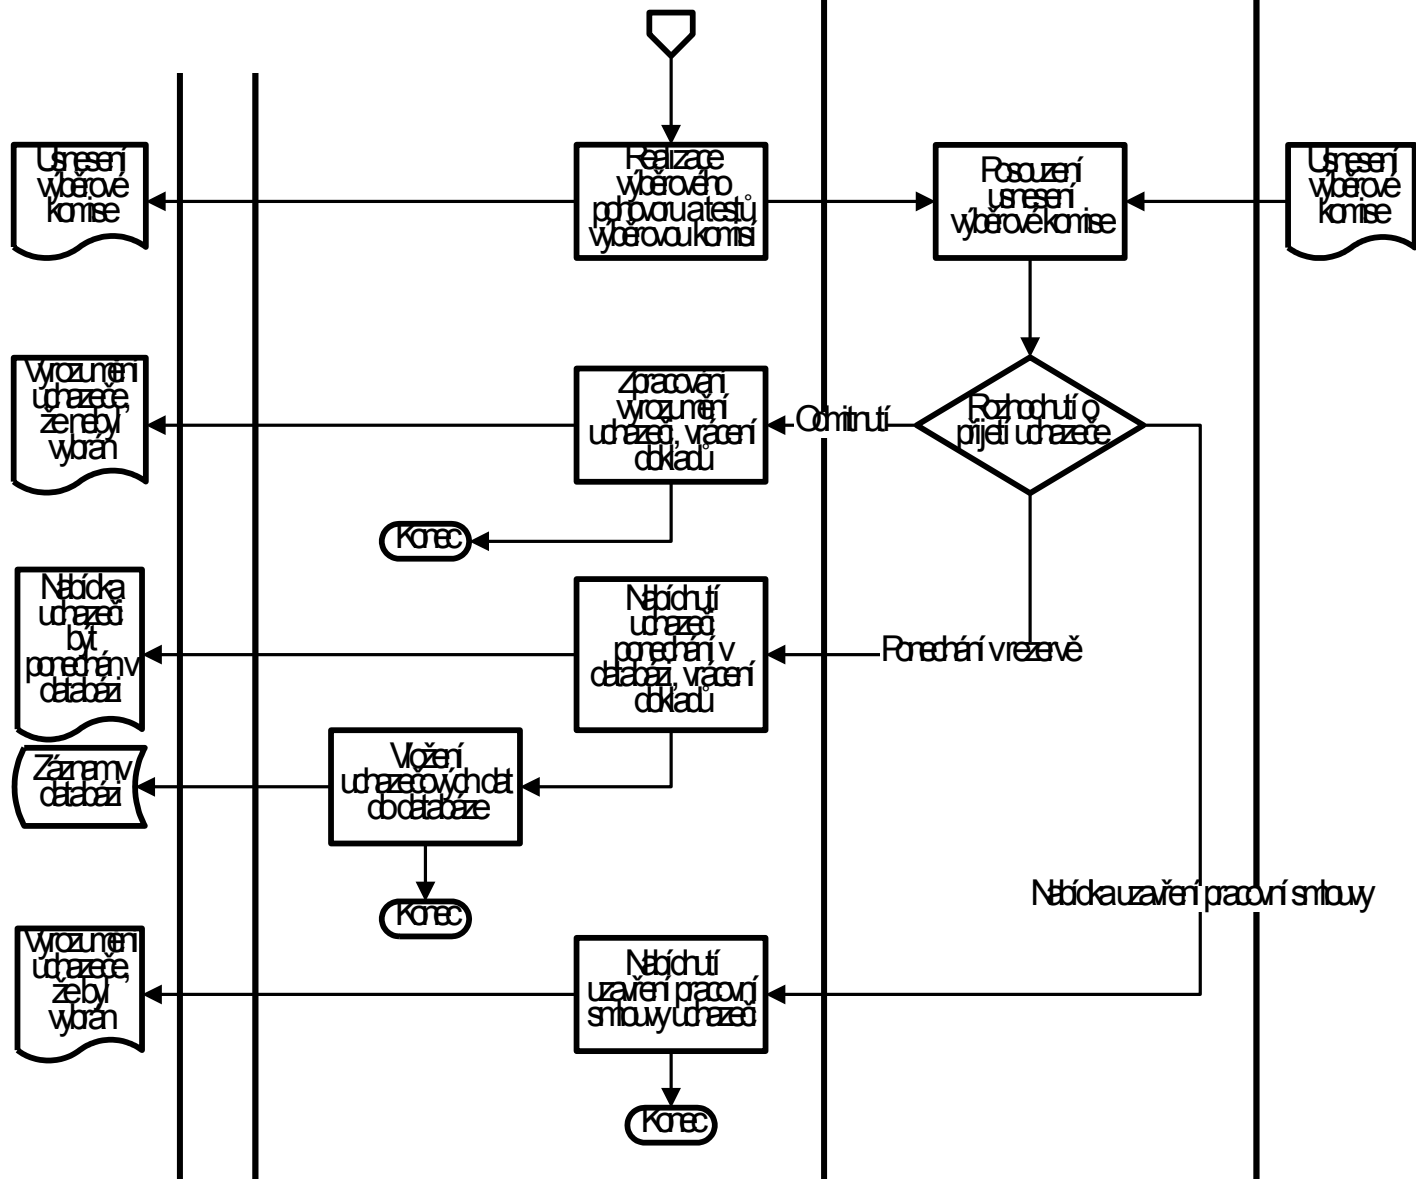 Usnesení
výběrové
komise
Realizace
výběrového
pohovoru a testů
výběrovou komisí
Posouzení
usnesení
výběrové komise
Usnesení
výběrové
komise
Vyrozumění
uchazeče,
že nebyl
vybrán
Zpracování
vyrozumění
uchazeči, vrácení
dokladů
Odmítnutí
Rozhodnutí o
přijetí uchazeče
Konec
Nabídka
uchazeči
být
ponechán v
databázi
Nabídnutí
uchazeči
ponechání v
databázi, vrácení
dokladů
Ponechání v rezervě
Záznam v
databázi
Vložení
uchazečových dat
do databáze
Konec
Nabídka uzavření pracovní smlouvy
Vyrozumění
uchazeče,
že byl
vybrán
Nabídnutí
uzavření pracovní
smlouvy uchazeči
Konec